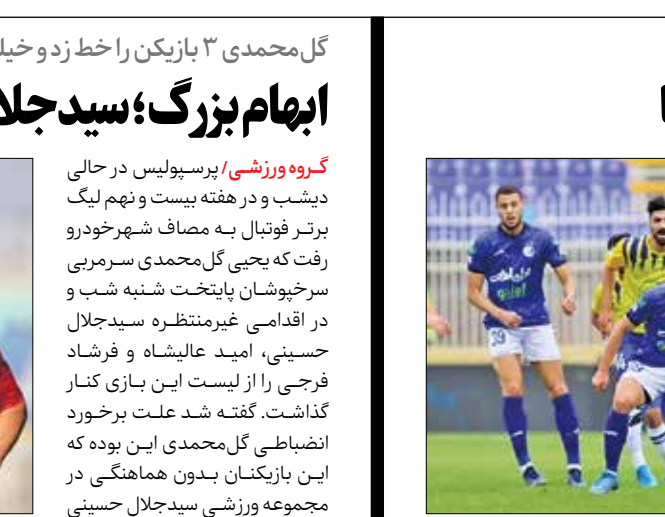 گل‌محمدی ۳ بازیکن را خط زد و
ابهام بزرگ؛
گروه ورزشی/ پرسپولیس در حالی
دیشب و در هفته بیست و نهم لیگ
برتر فوتبال به مصاف شهرخودرو
رفت که یحیی گل‌محمدی سرمربی
سرخپوشان پایتخت شنبه شب و
در اقدامی غیرمنتظره سیدجلال
حسینی، امید عالیشاه و فرشاد
فرجی را از لیست این بازی کنار
گذاشت. گفته شد علت برخورد
انضباطی گل‌محمدی این بوده که
این بازیکنان بدون هماهنگی در
مجموعه ورزشی سیدجلال حسینی